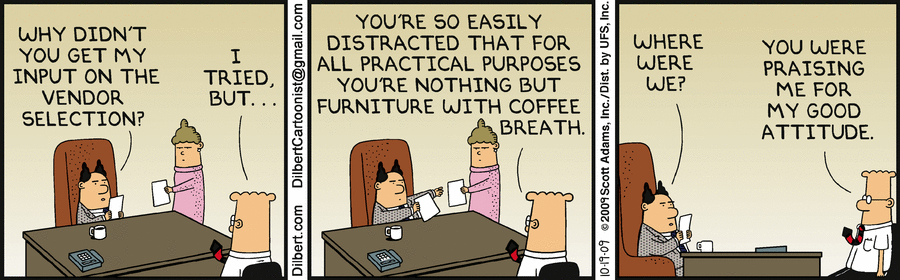 WHY DIDN'T
YOU GET MY
INPUT ON THE
VENDOR
SELECTION?
I
TRIED,
BUT...
Dilbert.com DilbertCartoonist@gmail.com
YOU'RE SO EASILY
DISTRACTED THAT FOR
ALL PRACTICAL PURPOSES
YOU'RE NOTHING BUT
FURNITURE WITH COFFEE
BREATH.
10-19-09 ©2009 Scott Adams, Inc./Dist. by UFS, Inc.
WHERE
WERE
WE?
YOU WERE
PRAISING
ME FOR
MY GOOD
ATTITUDE.